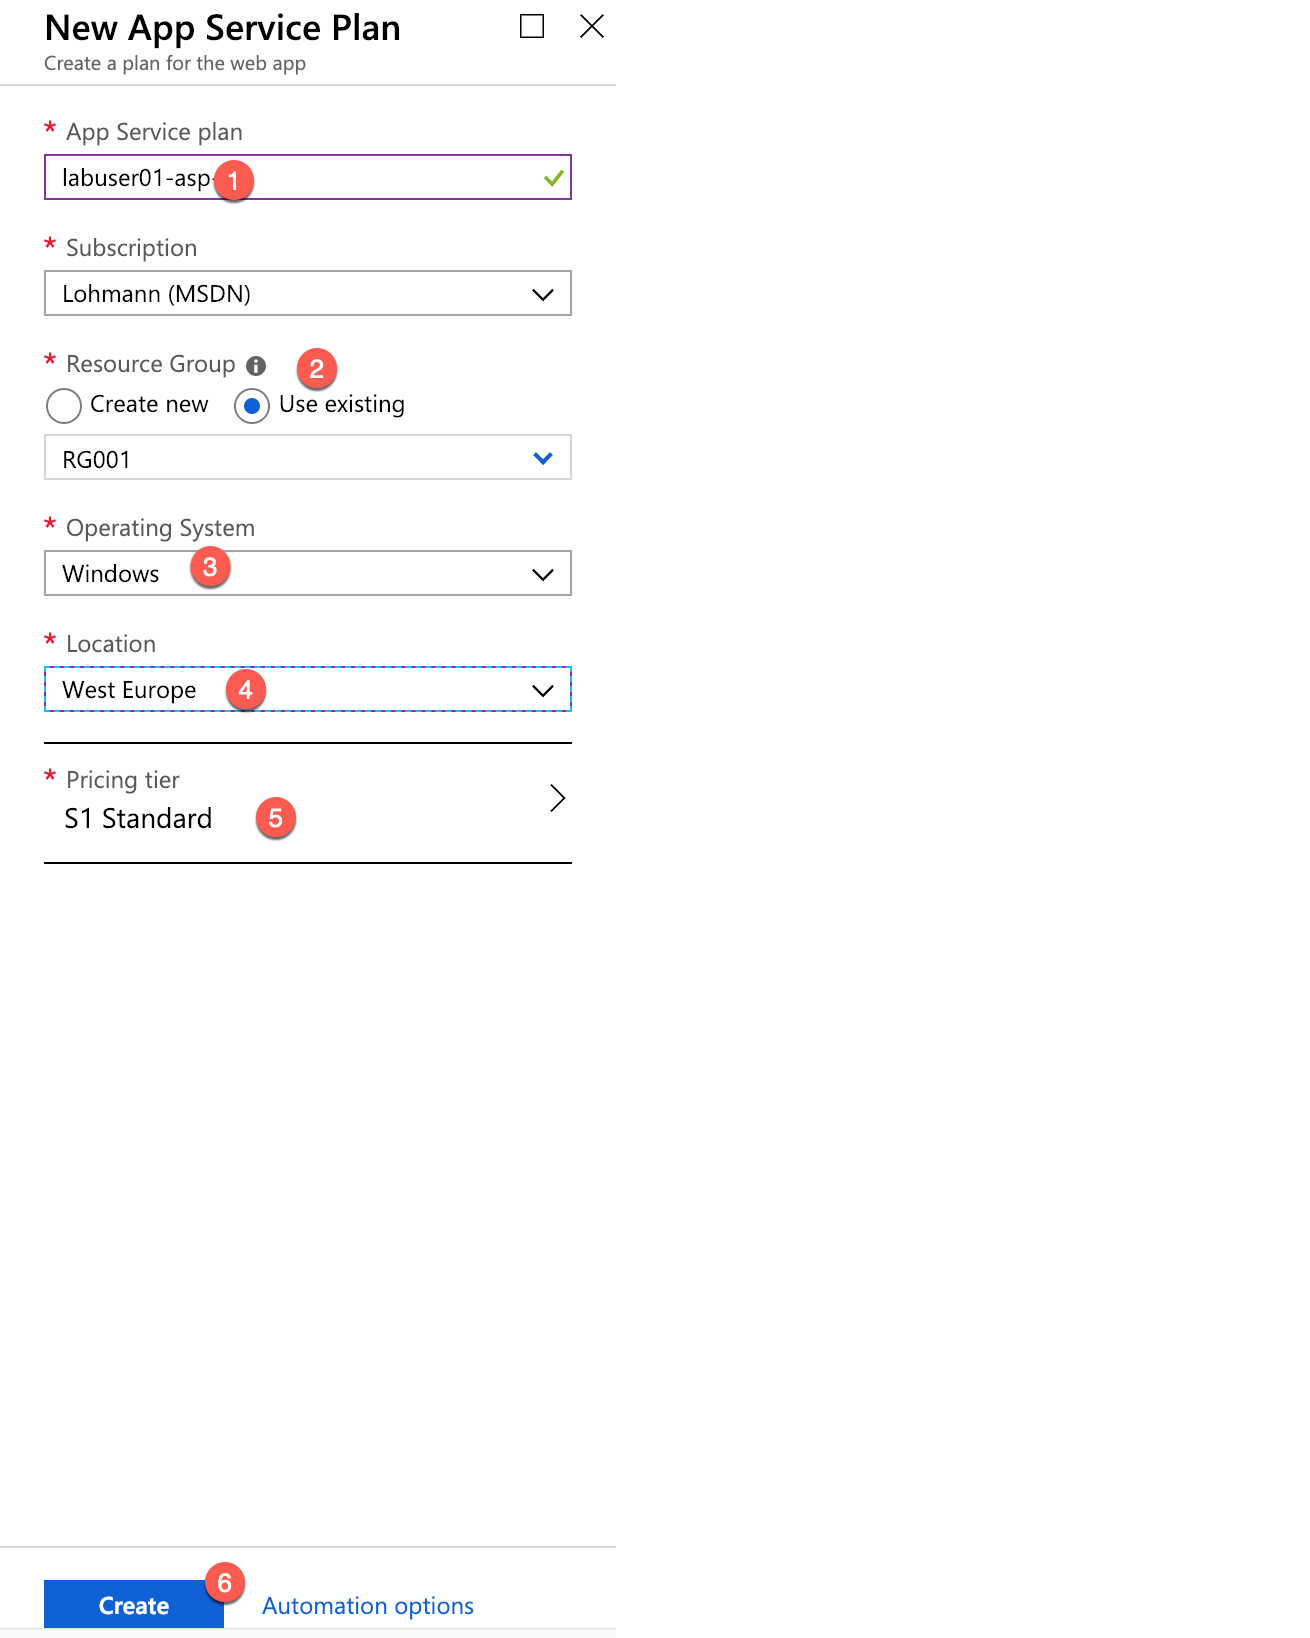 New App Service Plan
Create a plan for the web app
* App Service plan
labuser01-asp- 1
* Subscription
Lohmann (MSDN)
* Resource Group 2
Create new Use existing
RG001
* Operating System
Windows 3
* Location
West Europe 4
* Pricing tier
S1 Standard 5
6
Create Automation options